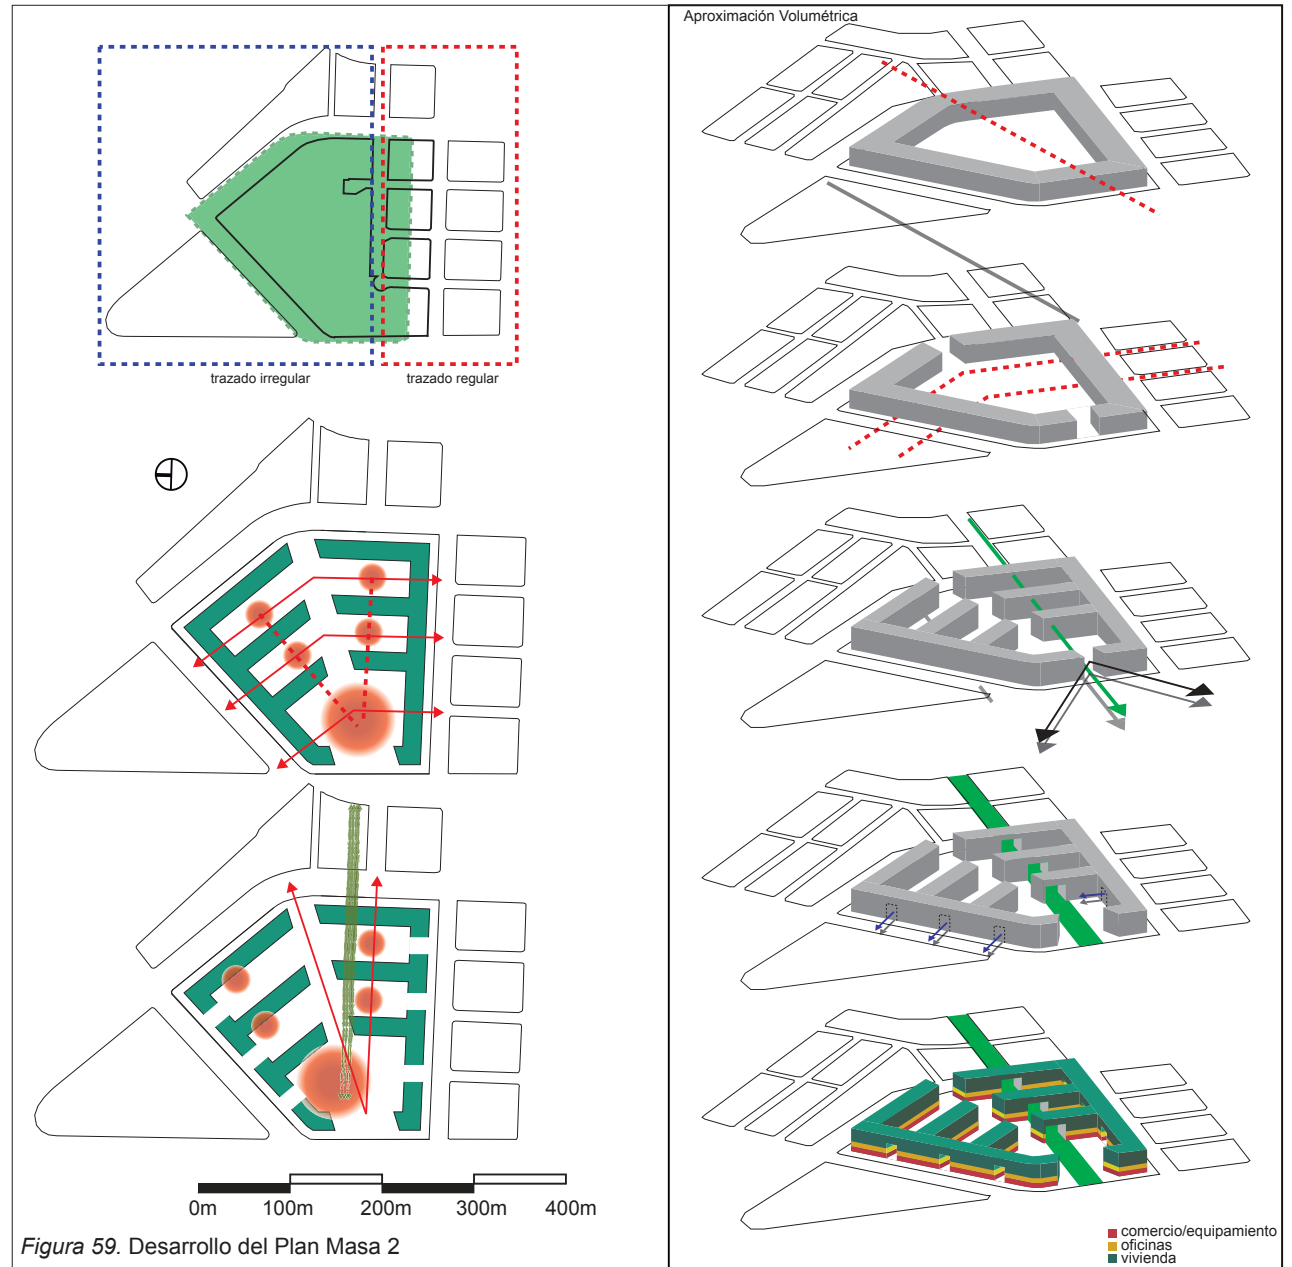 trazado irregular
trazado regular
0m 100m 200m 300m 400m
Figura 59. Desarrollo del Plan Masa 2
Aproximación Volumétrica
comercio/equipamiento
oficinas
vivienda